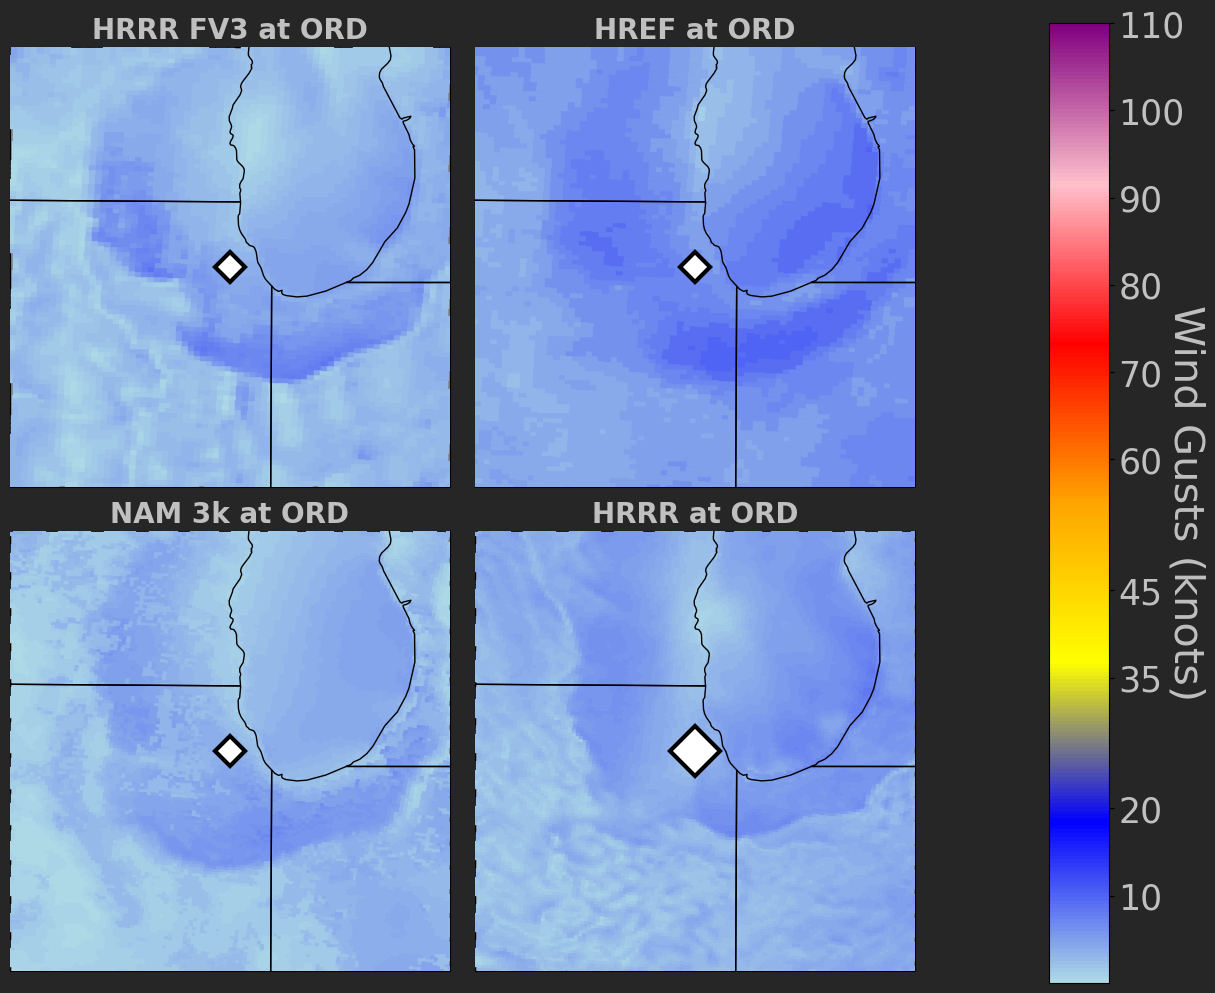 HRRR FV3 at ORD
HREF at ORD
NAM 3k at ORD
HRRR at ORD
110
100
90
80
70
60
45
35
20
10
Wind Gusts (knots)